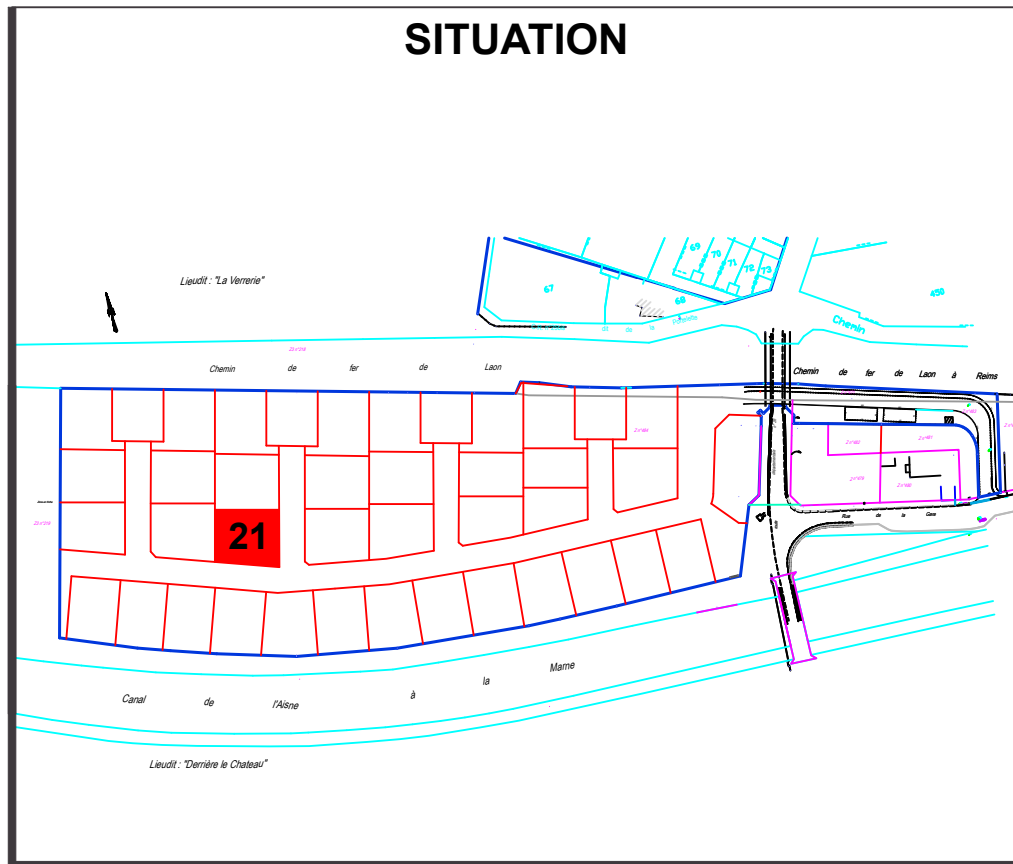 SITUATION
69
70
71
72
73
67
68
450
Lieudit : "La Verrerie"
Chemin
Chemin de fer de Laon
Chemin de fer de Laon à Reims
21
Rue de la Gare
Canal de l'Aisne à la Marne
Lieudit : "Derrière le Chateau"